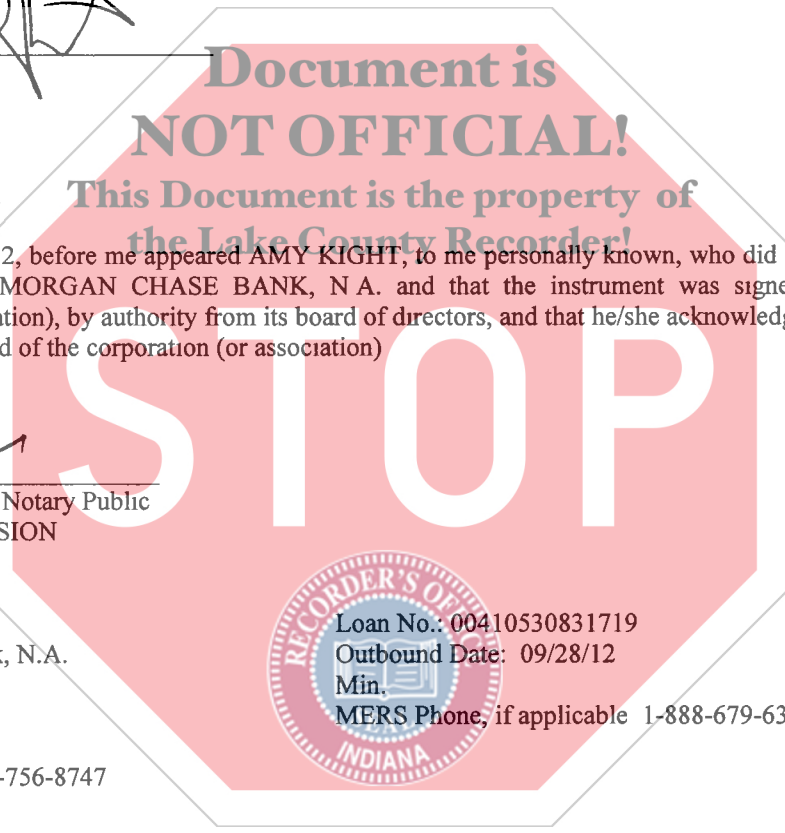 Document is
NOT OFFICIAL!
This Document is the property of
the Lake County Recorder!
2, before me appeared AMY KIGHT, to me personally known, who did
MORGAN CHASE BANK, N A. and that the instrument was signe
ation), by authority from its board of directors, and that he/she acknowledg
d of the corporation (or association)
STOP
Notary Public
SION
RECORDER'S OFFICE
Loan No.: 00410530831719
, N.A.
Outbound Date: 09/28/12
Min.
MERS Phone, if applicable 1-888-679-63
SEAL
INDIANA
-756-8747